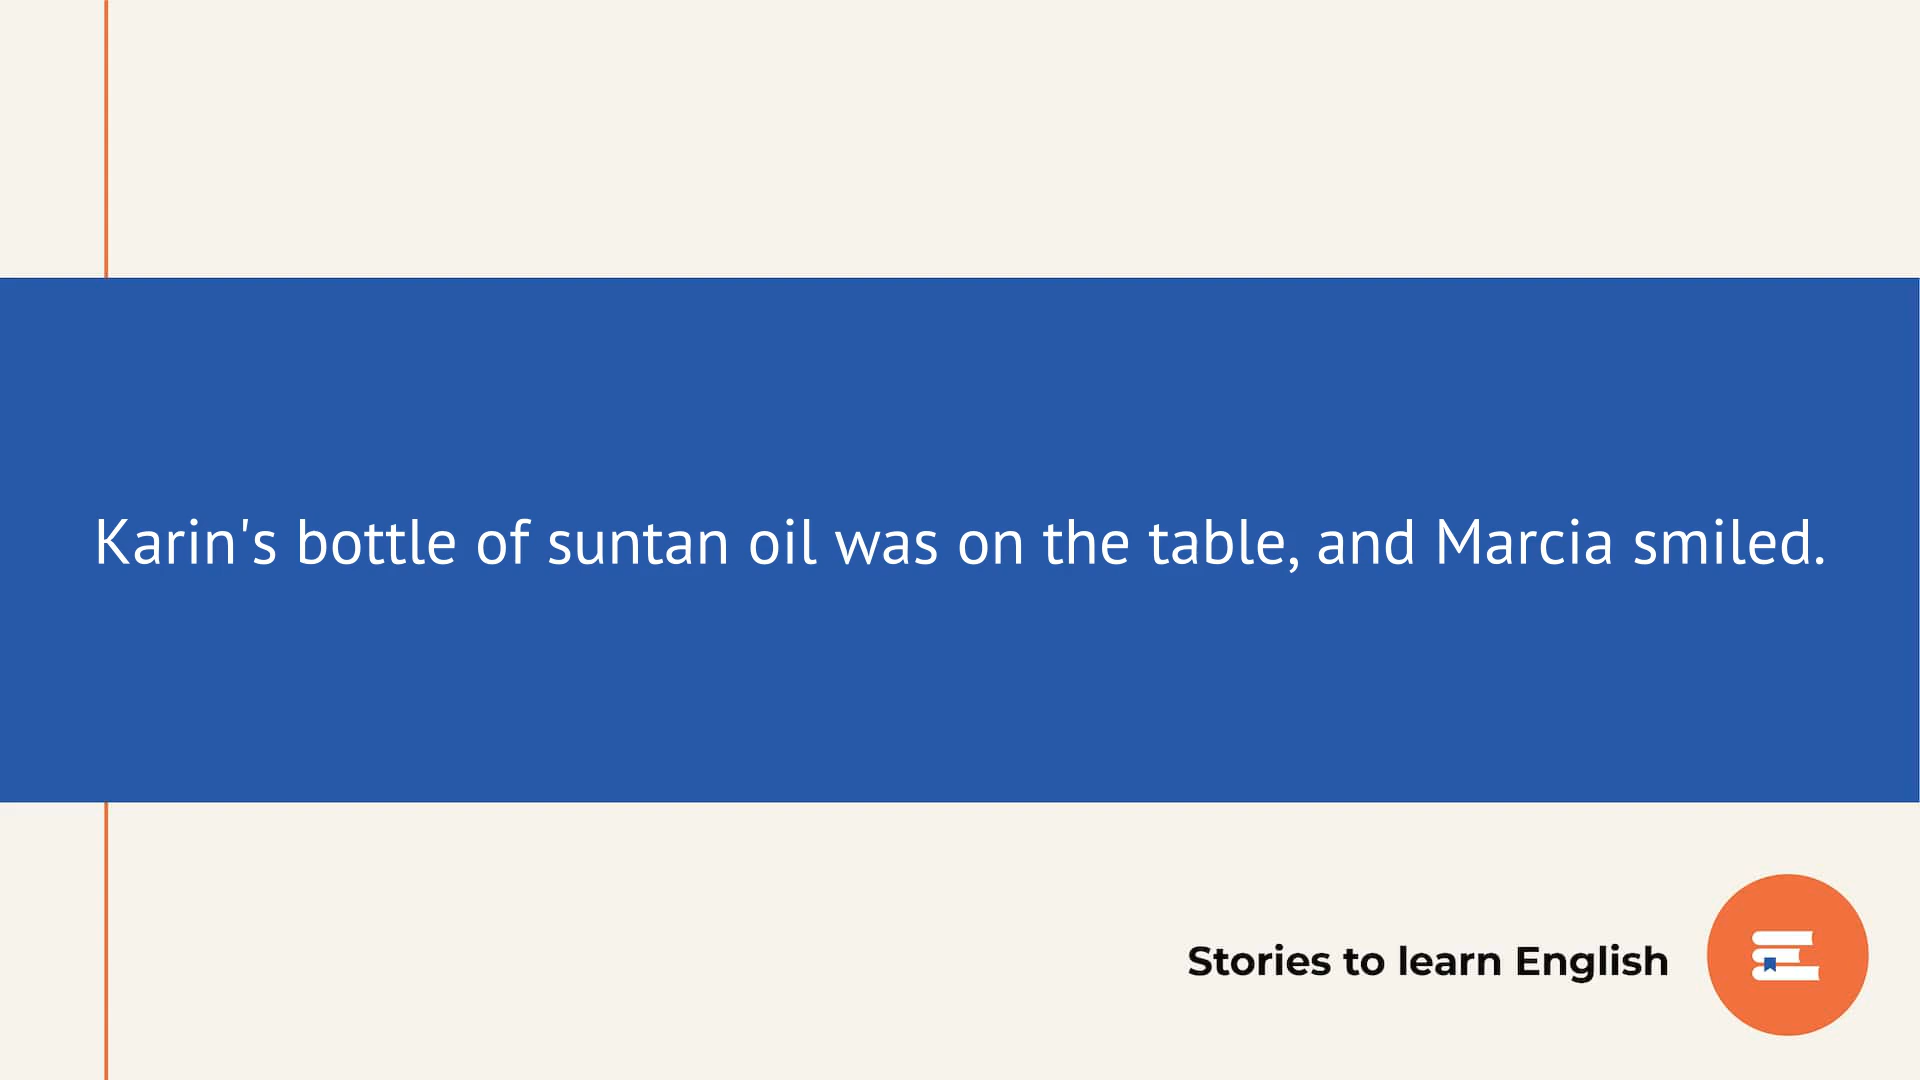 Karin's bottle of suntan oil was on the table, and Marcia smiled.
Stories to learn English